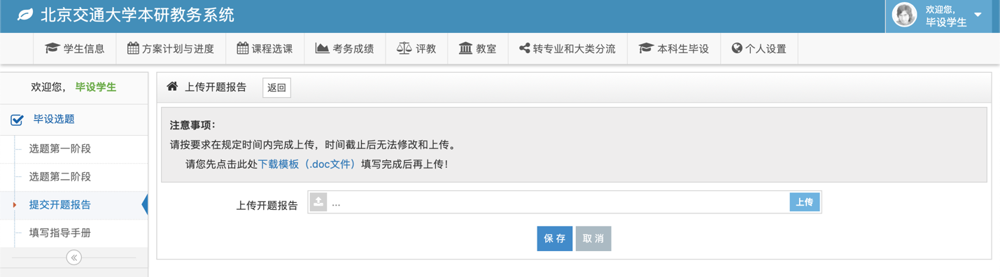 北京交通大学本研教务系统
欢迎您，
毕设学生
学生信息 方案计划与进度 课程选课 考务成绩 评教 教室 转专业和大类分流 本科生毕设 个人设置
欢迎您， 毕设学生
毕设选题
选题第一阶段
选题第二阶段
提交开题报告
填写指导手册
上传开题报告 返回
注意事项：
请按要求在规定时间内完成上传，时间截止后无法修改和上传。
请您先点击此处下载模板（.doc文件）填写完成后再上传！
上传开题报告 ... 上传
保 存 取 消